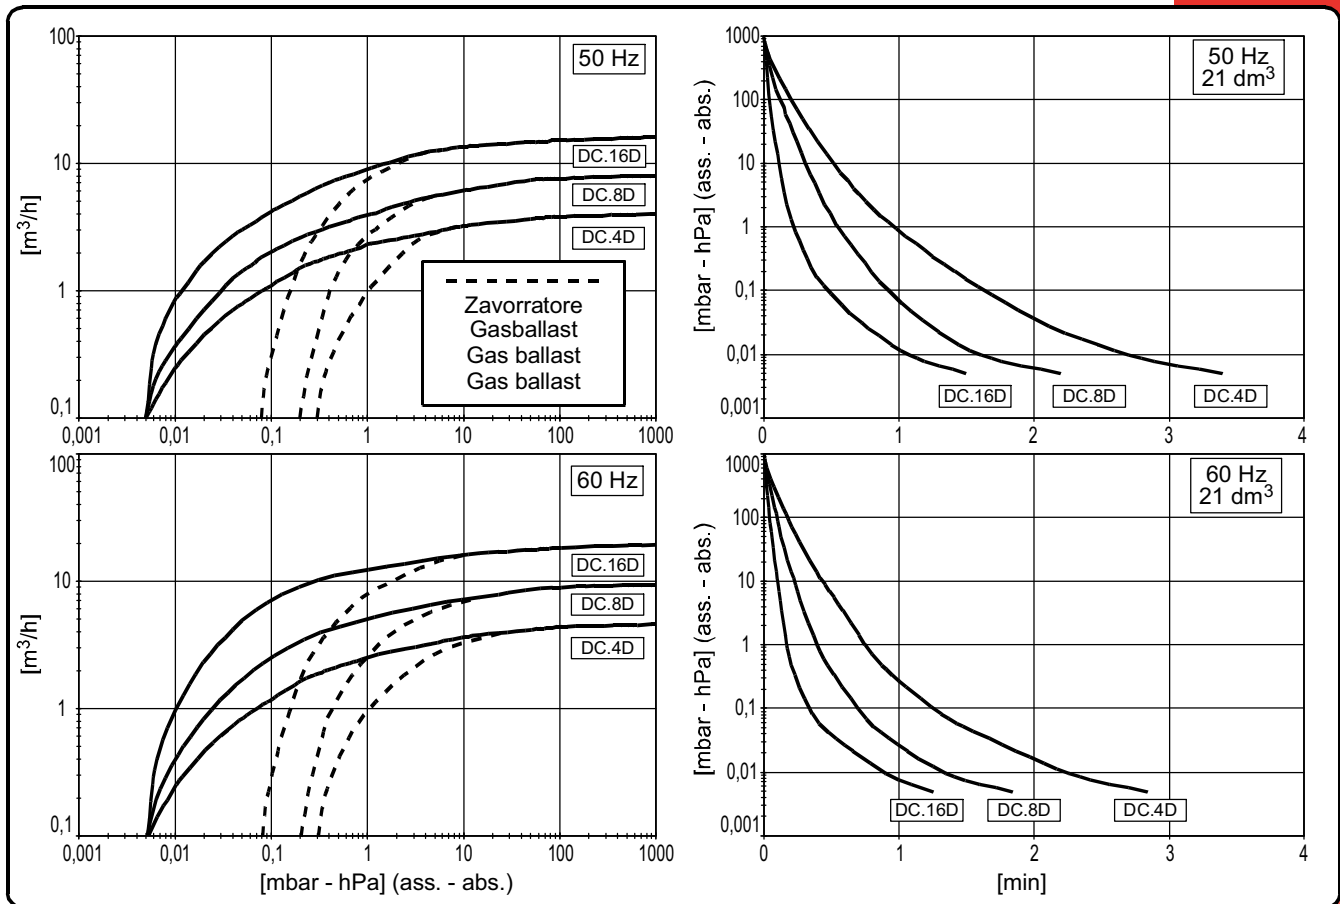 100
10
1
0,1
[m³/h]
50 Hz
DC.16D
DC.8D
DC.4D
Zavorratore
Gasballast
Gas ballast
Gas ballast
0,001 0,01 0,1 1 10 100 1000
1000
100
10
1
0,1
0,01
0,001
[mbar - hPa] (ass. - abs.)
50 Hz
21 dm³
DC.16D DC.8D DC.4D
0 1 2 3 4
100
10
1
0,1
[m³/h]
60 Hz
DC.16D
DC.8D
DC.4D
0,001 0,01 0,1 1 10 100 1000
[mbar - hPa] (ass. - abs.)
1000
100
10
1
0,1
0,01
0,001
[mbar - hPa] (ass. - abs.)
60 Hz
21 dm³
DC.16D DC.8D DC.4D
0 1 2 3 4
[min]